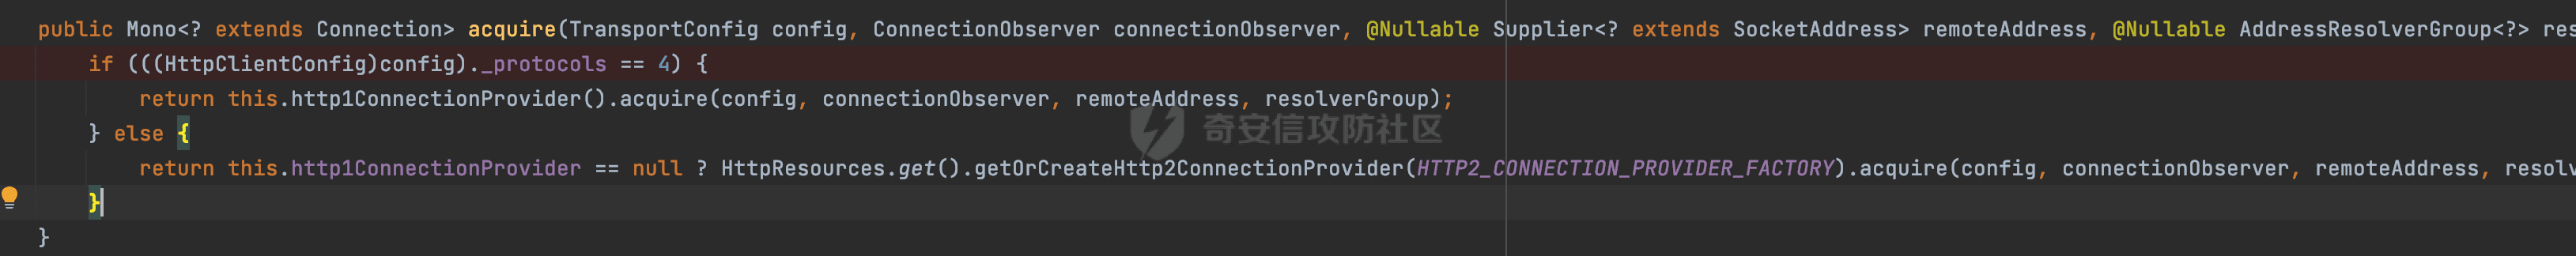 public Mono<? extends Connection> acquire(TransportConfig config, ConnectionObserver connectionObserver, @Nullable Supplier<? extends SocketAddress> remoteAddress, @Nullable AddressResolverGroup<?> res
if (((HttpClientConfig)config)._protocols == 4) {
return this.http1ConnectionProvider().acquire(config, connectionObserver, remoteAddress, resolverGroup);
奇安信攻防社区
} else {
return this.http1ConnectionProvider == null ? HttpResources.get().getOrCreateHttp2ConnectionProvider(HTTP2_CONNECTION_PROVIDER_FACTORY).acquire(config, connectionObserver, remoteAddress, resolv
}
}